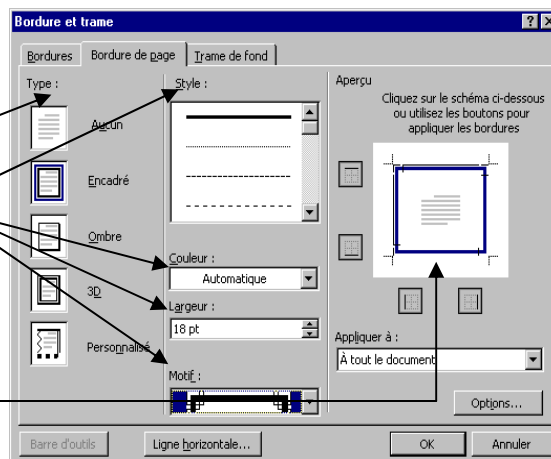 Bordure et trame
Bordures Bordure de page Trame de fond
Type :
Aucun
Encadré
Ombre
3D
Personnalisé
Style :
Couleur :
Automatique
Largeur :
18 pt
Motif :
Aperçu
Cliquez sur le schéma ci-dessous
ou utilisez les boutons pour
appliquer les bordures
Appliquer à :
À tout le document
Options...
Barre d'outils Ligne horizontale... OK Annuler